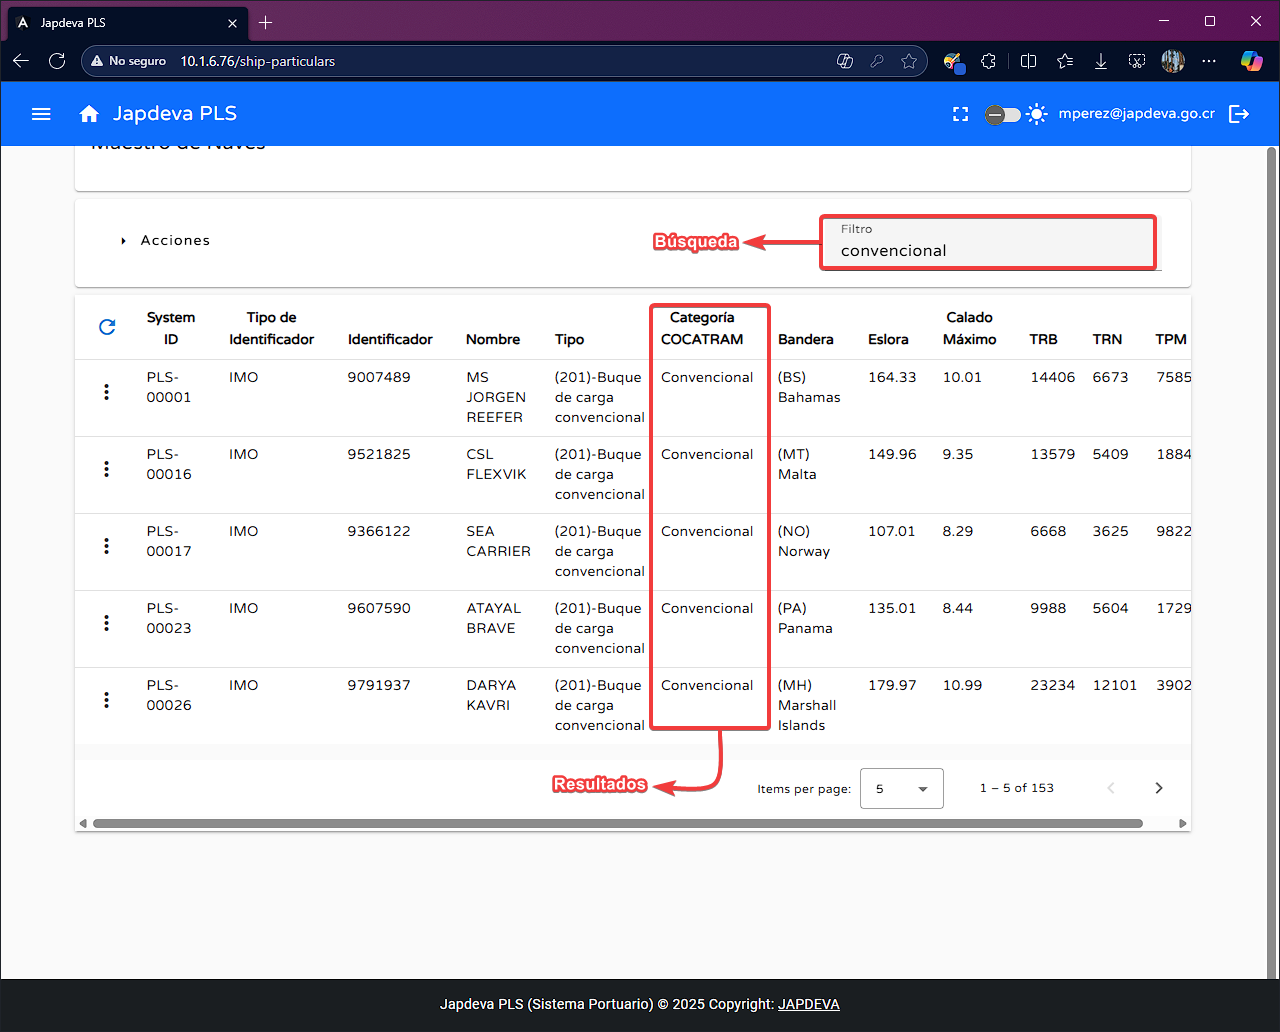 Japdeva PLS
No seguro 10.1.6.76/ship-particulars
Japdeva PLS mperez@japdeva.go.cr
Maestro de Naves
Acciones
Búsqueda
Filtro
convencional
System ID Tipo de Identificador Identificador Nombre Tipo Categoría COCATRAM Bandera Eslora Calado Máximo TRB TRN TPM
PLS-00001 IMO 9007489 MS JORGEN REEFER (201)-Buque de carga convencional Convencional (BS) Bahamas 164.33 10.01 14406 6673 7585
PLS-00016 IMO 9521825 CSL FLEXVIK (201)-Buque de carga convencional Convencional (MT) Malta 149.96 9.35 13579 5409 1884
PLS-00017 IMO 9366122 SEA CARRIER (201)-Buque de carga convencional Convencional (NO) Norway 107.01 8.29 6668 3625 9822
PLS-00023 IMO 9607590 ATAYAL BRAVE (201)-Buque de carga convencional Convencional (PA) Panama 135.01 8.44 9988 5604 1729
PLS-00026 IMO 9791937 DARYA KAVRI (201)-Buque de carga convencional Convencional (MH) Marshall Islands 179.97 10.99 23234 12101 3902
Resultados
Items per page: 5 1 – 5 of 153
Japdeva PLS (Sistema Portuario) © 2025 Copyright: JAPDEVA